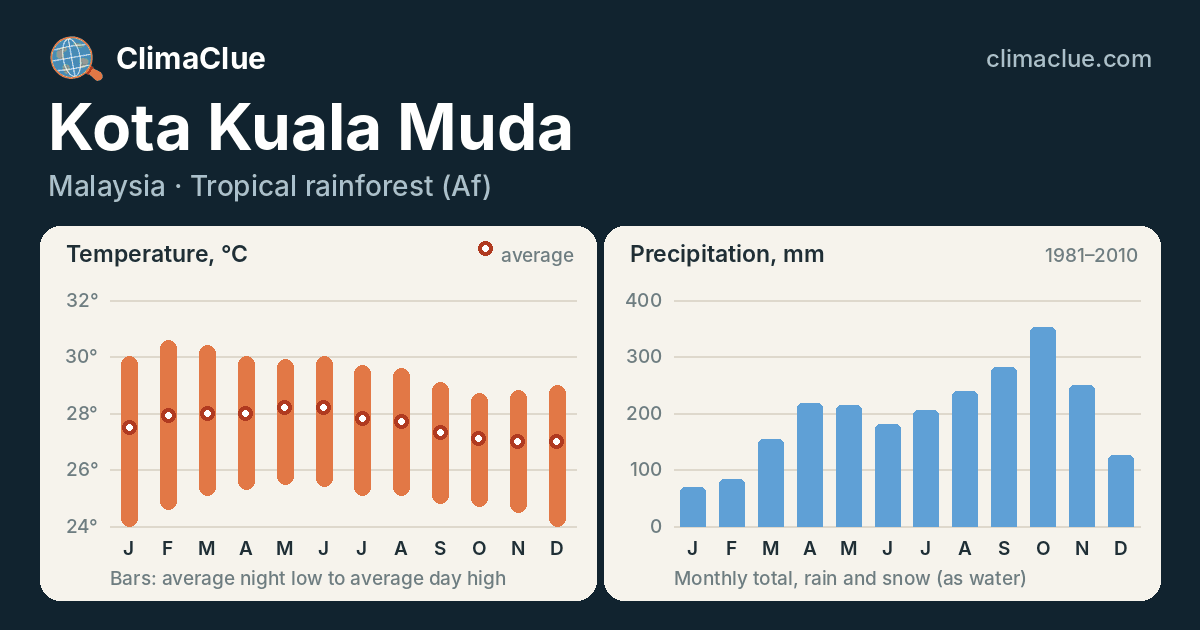 ClimaClue
climaclue.com
Kota Kuala Muda
Malaysia · Tropical rainforest (Af)
Temperature, °C
average
32°
30°
28°
26°
24°
J F M A M J J A S O N D
Bars: average night low to average day high
Precipitation, mm
1981–2010
400
300
200
100
0
J F M A M J J A S O N D
Monthly total, rain and snow (as water)